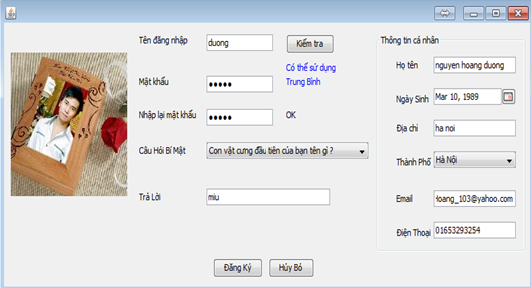 Tên đăng nhập
duong
Kiểm tra
Có thể sử dụng
Mật khẩu
•••••
Trung Bình
Nhập lại mật khẩu
•••••
OK
Câu Hỏi Bí Mật
Con vật cưng đầu tiên của bạn tên gì ?
Trả Lời
miu
Đăng Ký
Hủy Bỏ
Thông tin cá nhân
Họ tên
nguyen hoang duong
Ngày Sinh
Mar 10, 1989
Địa chỉ
ha noi
Thành Phố
Hà Nội
Email
Hoang_103@yahoo.com
Điện Thoại
01653293254